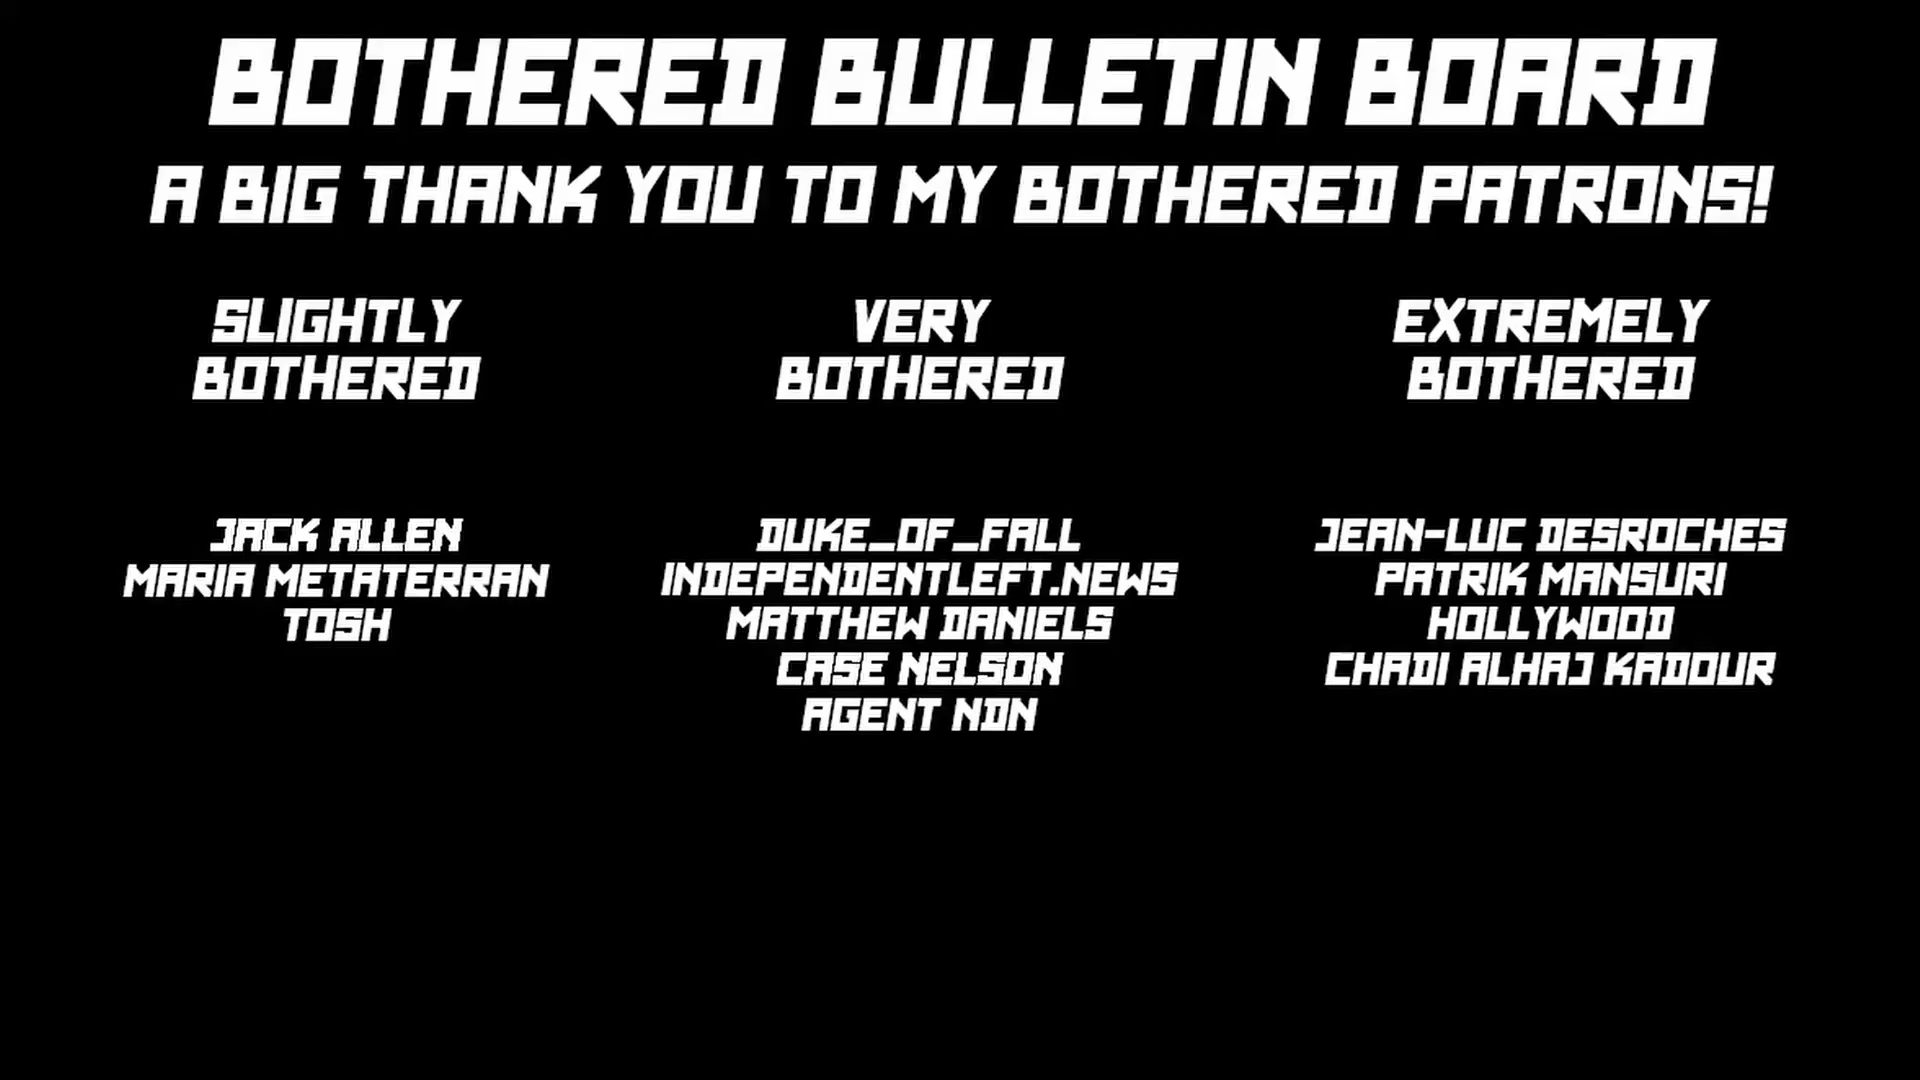 BOTHERED BULLETIN BOARD
A BIG THANK YOU TO MY BOTHERED PATRONS!
SLIGHTLY
BOTHERED
JACK ALLEN
MARIA METATERRAN
TOSH
VERY
BOTHERED
DUKE_OF_FALL
INDEPENDENTLEFT.NEWS
MATTHEW DANIELS
CASE NELSON
AGENT NDN
EXTREMELY
BOTHERED
JEAN-LUC DESROCHES
PATRIK MANSURI
HOLLYWOOD
CHADI ALHAJ KADOUR